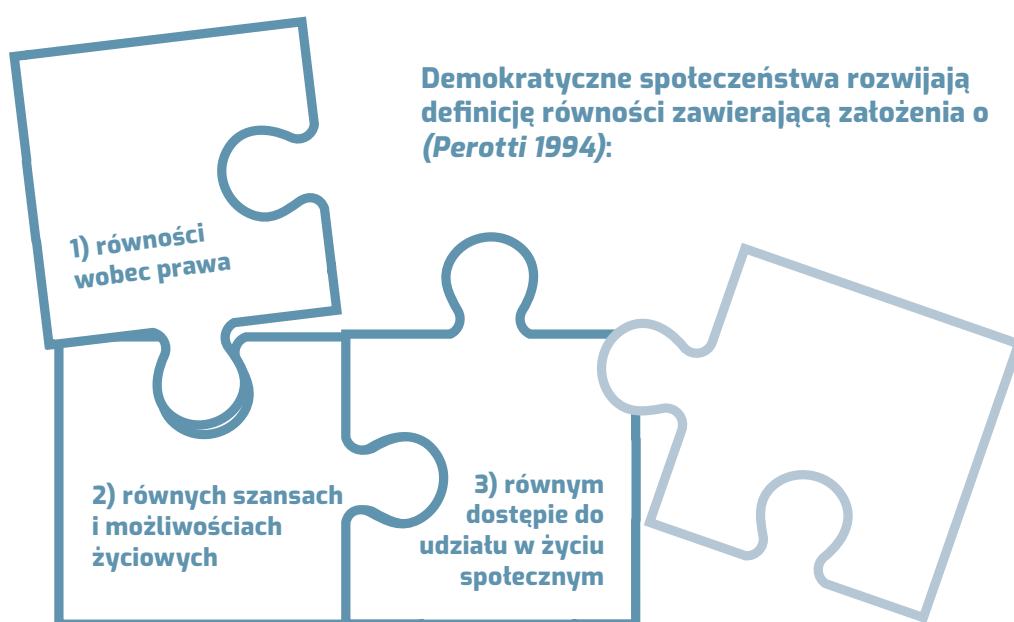 Demokratyczne społeczeństwa rozwijają
definicję równości zawierającą założenia o
(Perotti 1994):
1) równości
wobec prawa
2) równych szansach
i możliwościach
życiowych
3) równym
dostępie do
udziału w życiu
społecznym